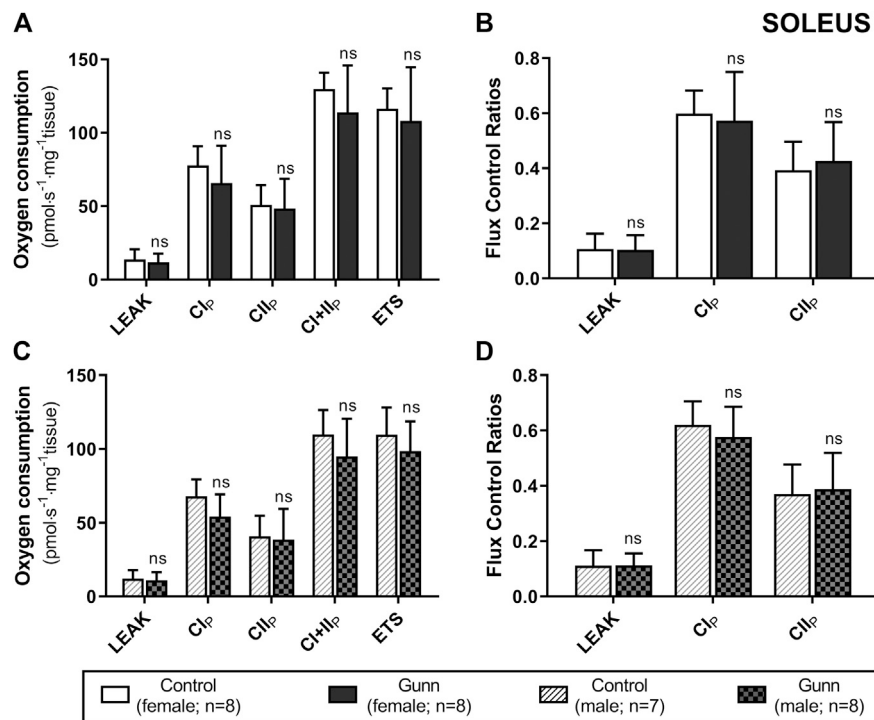 A
B
SOLEUS
Oxygen consumption
(pmol·s⁻¹·mg⁻¹tissue)
150
100
50
0
ns
ns
ns
ns
ns
LEAK
CIP
CIIP
CI+IIP
ETS
Flux Control Ratios
0.8
0.6
0.4
0.2
0.0
ns
ns
ns
LEAK
CIP
CIIP
C
D
Oxygen consumption
(pmol·s⁻¹·mg⁻¹tissue)
150
100
50
0
ns
ns
ns
ns
ns
LEAK
CIP
CIIP
CI+IIP
ETS
Flux Control Ratios
0.8
0.6
0.4
0.2
0.0
ns
ns
ns
LEAK
CIP
CIIP
Control
(female; n=8)
Gunn
(female; n=8)
Control
(male; n=7)
Gunn
(male; n=8)